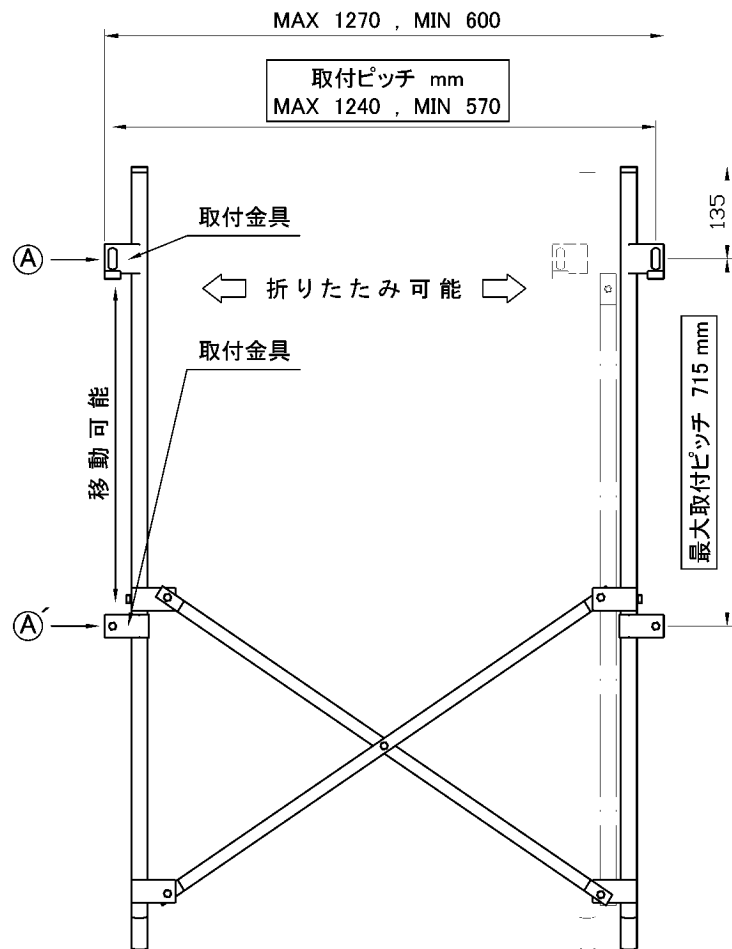 MAX 1270 , MIN 600
取付ピッチ mm
MAX 1240 , MIN 570
135
取付金具
A
折りたたみ可能
取付金具
移動可能
最大取付ピッチ 715 mm
A´